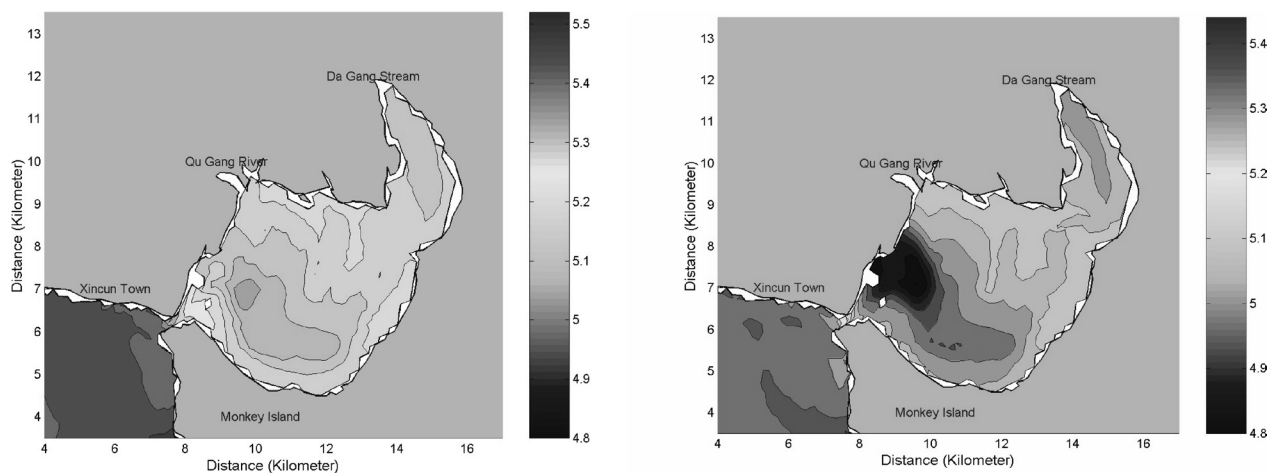 13
12
11
10
9
8
7
6
5
4
Distance (Kilometer)
Da Gang Stream
Qu Gang River
Xincun Town
Monkey Island
4 6 8 10 12 14 16
Distance (Kilometer)
5.5
5.4
5.3
5.2
5.1
5
4.9
4.8
13
12
11
10
9
8
7
6
5
4
Distance (Kilometer)
Da Gang Stream
Qu Gang River
Xincun Town
Monkey Island
4 6 8 10 12 14 16
Distance (Kilometer)
5.4
5.3
5.2
5.1
5
4.9
4.8